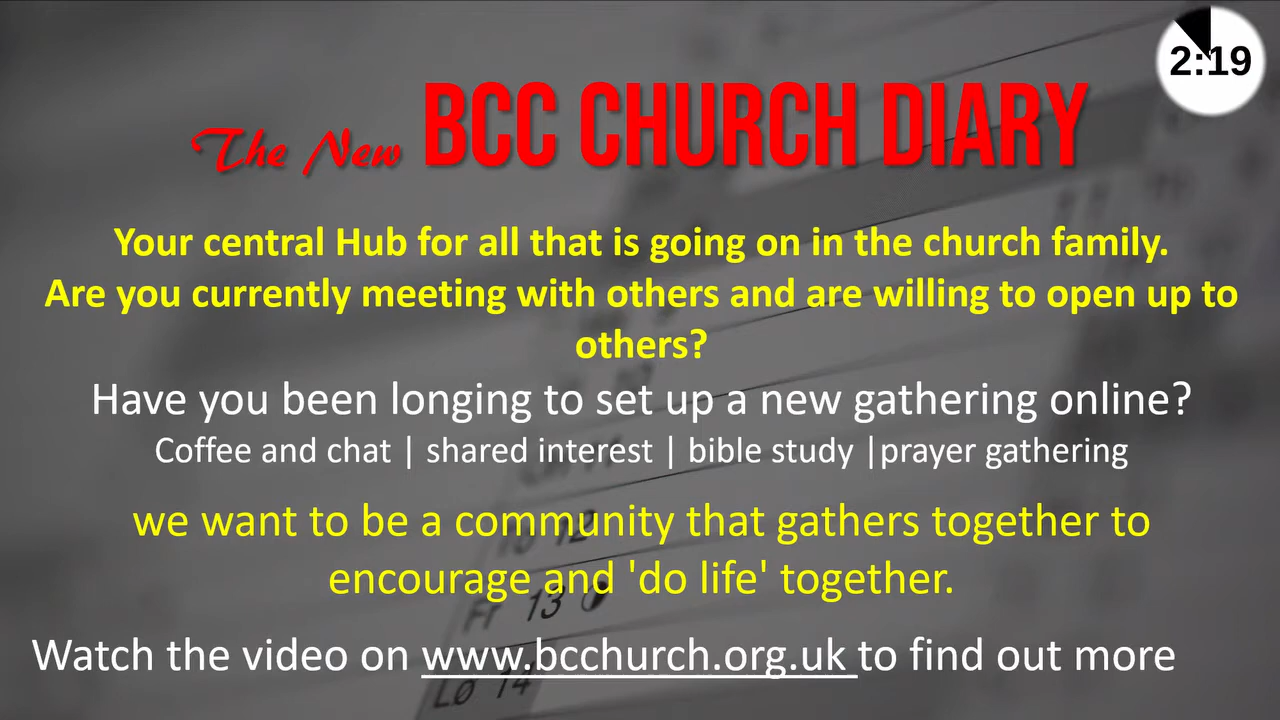 2:19
The New BCC CHURCH DIARY
Your central Hub for all that is going on in the church family.
Are you currently meeting with others and are willing to open up to
others?
Have you been longing to set up a new gathering online?
Coffee and chat | shared interest | bible study |prayer gathering
we want to be a community that gathers together to
encourage and 'do life' together.
Fr 13
Watch the video on www.bcchurch.org.uk to find out more
Lø 14